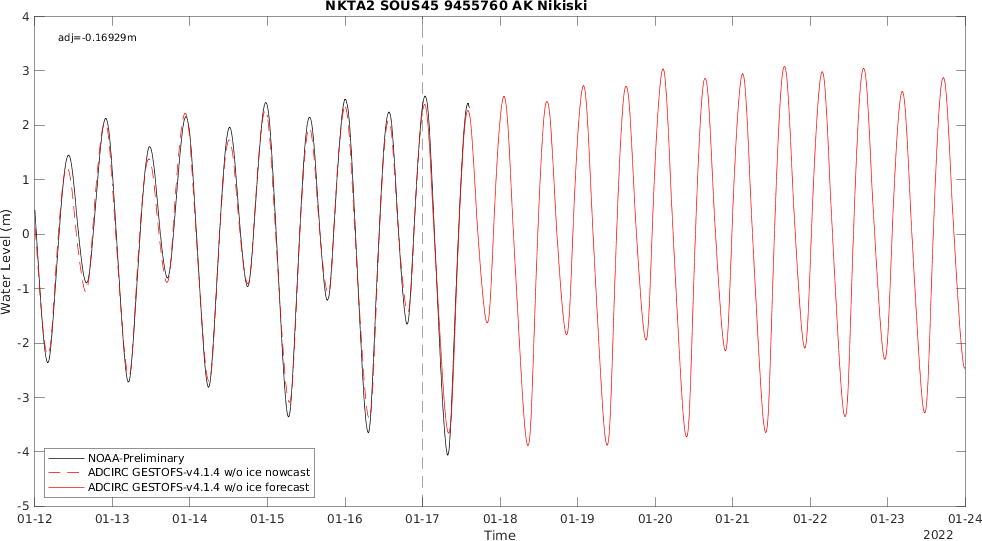 NKTA2 SOUS45 9455760 AK Nikiski
adj=-0.16929m
4
3
2
1
0
-1
-2
-3
-4
-5
Water Level (m)
NOAA-Preliminary
ADCIRC GESTOFS-v4.1.4 w/o ice nowcast
ADCIRC GESTOFS-v4.1.4 w/o ice forecast
01-12 01-13 01-14 01-15 01-16 01-17 01-18 01-19 01-20 01-21 01-22 01-23 01-24
Time
2022